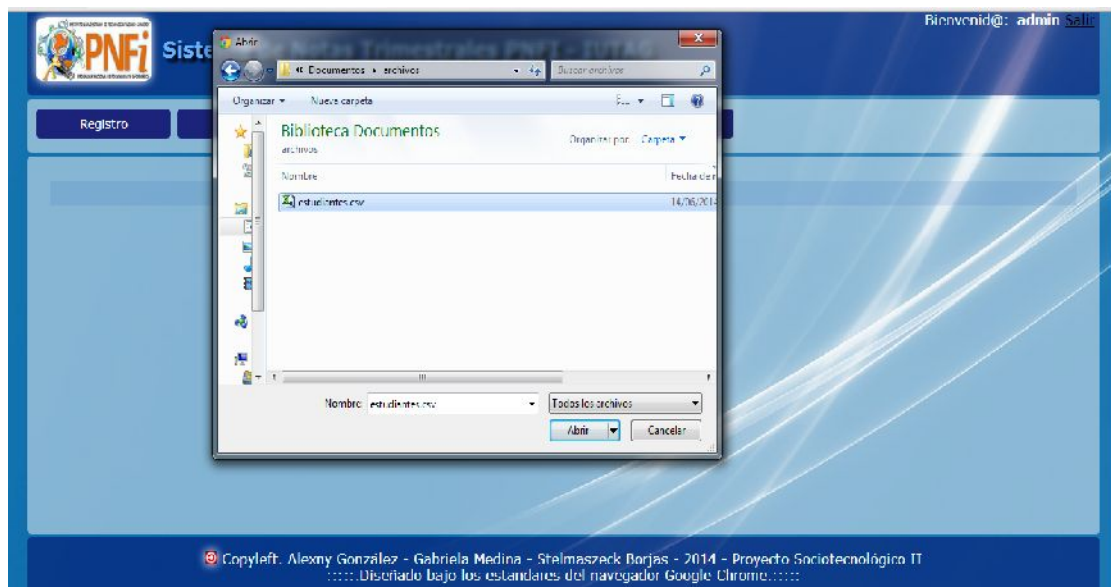 Bienvenid@: admin Salir
PNFi
Sistema de Notas Trimestrales PNFI - IUTAG
Abrir
« Documentos ▸ archivos
Buscar archivos
Organizar
Nueva carpeta
Registro
Biblioteca Documentos
archivos
Organizar por: Carpeta
Nombre
Fecha de
estudiantes.csv
14/06/2014
Nombre: estudiantes.csv
Todos los archivos
Abrir
Cancelar
Copyleft. Alexny González - Gabriela Medina - Stelmaszeck Borjas - 2014 - Proyecto Sociotecnológico II
:::::.Diseñado bajo los estandares del navegador Google Chrome.:::::